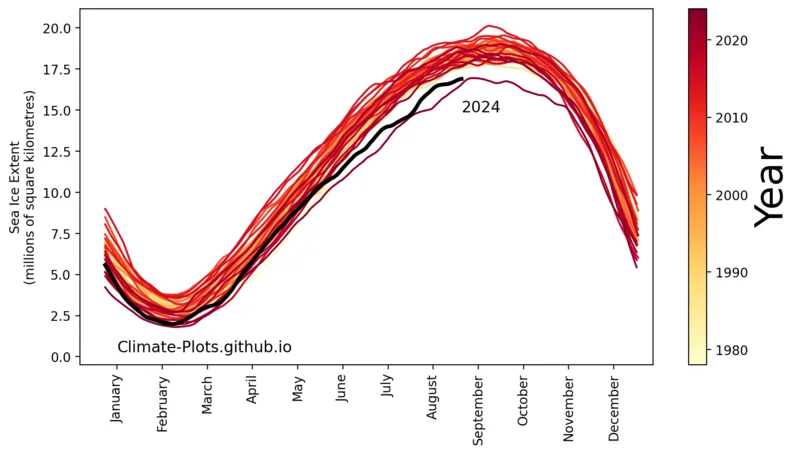 Sea Ice Extent
(millions of square kilometres)
20.0
17.5
15.0
12.5
10.0
7.5
5.0
2.5
0.0
2024
Climate-Plots.github.io
January
February
March
April
May
June
July
August
September
October
November
December
2020
2010
2000
1990
1980
Year